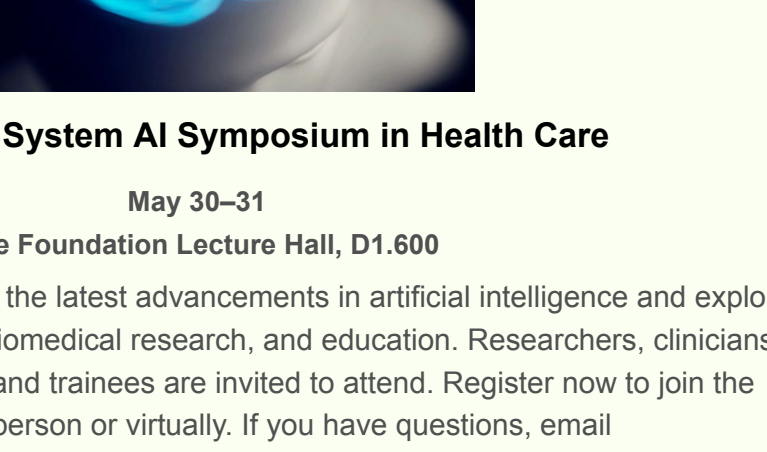 System AI Symposium in Health Care
May 30–31
e Foundation Lecture Hall, D1.600
the latest advancements in artificial intelligence and explo
iomedical research, and education. Researchers, clinicians
and trainees are invited to attend. Register now to join the
person or virtually. If you have questions, email